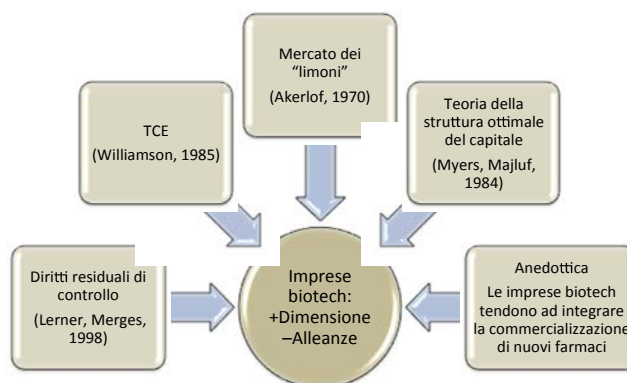 Mercato dei
“limoni”
(Akerlof, 1970)
TCE
(Williamson, 1985)
Teoria della
struttura ottimale
del capitale
(Myers, Majluf,
1984)
Diritti residuali di
controllo
(Lerner, Merges,
1998)
Imprese
biotech:
+Dimensione
–Alleanze
Anedottica
Le imprese biotech
tendono ad integrare
la commercializzazione
di nuovi farmaci